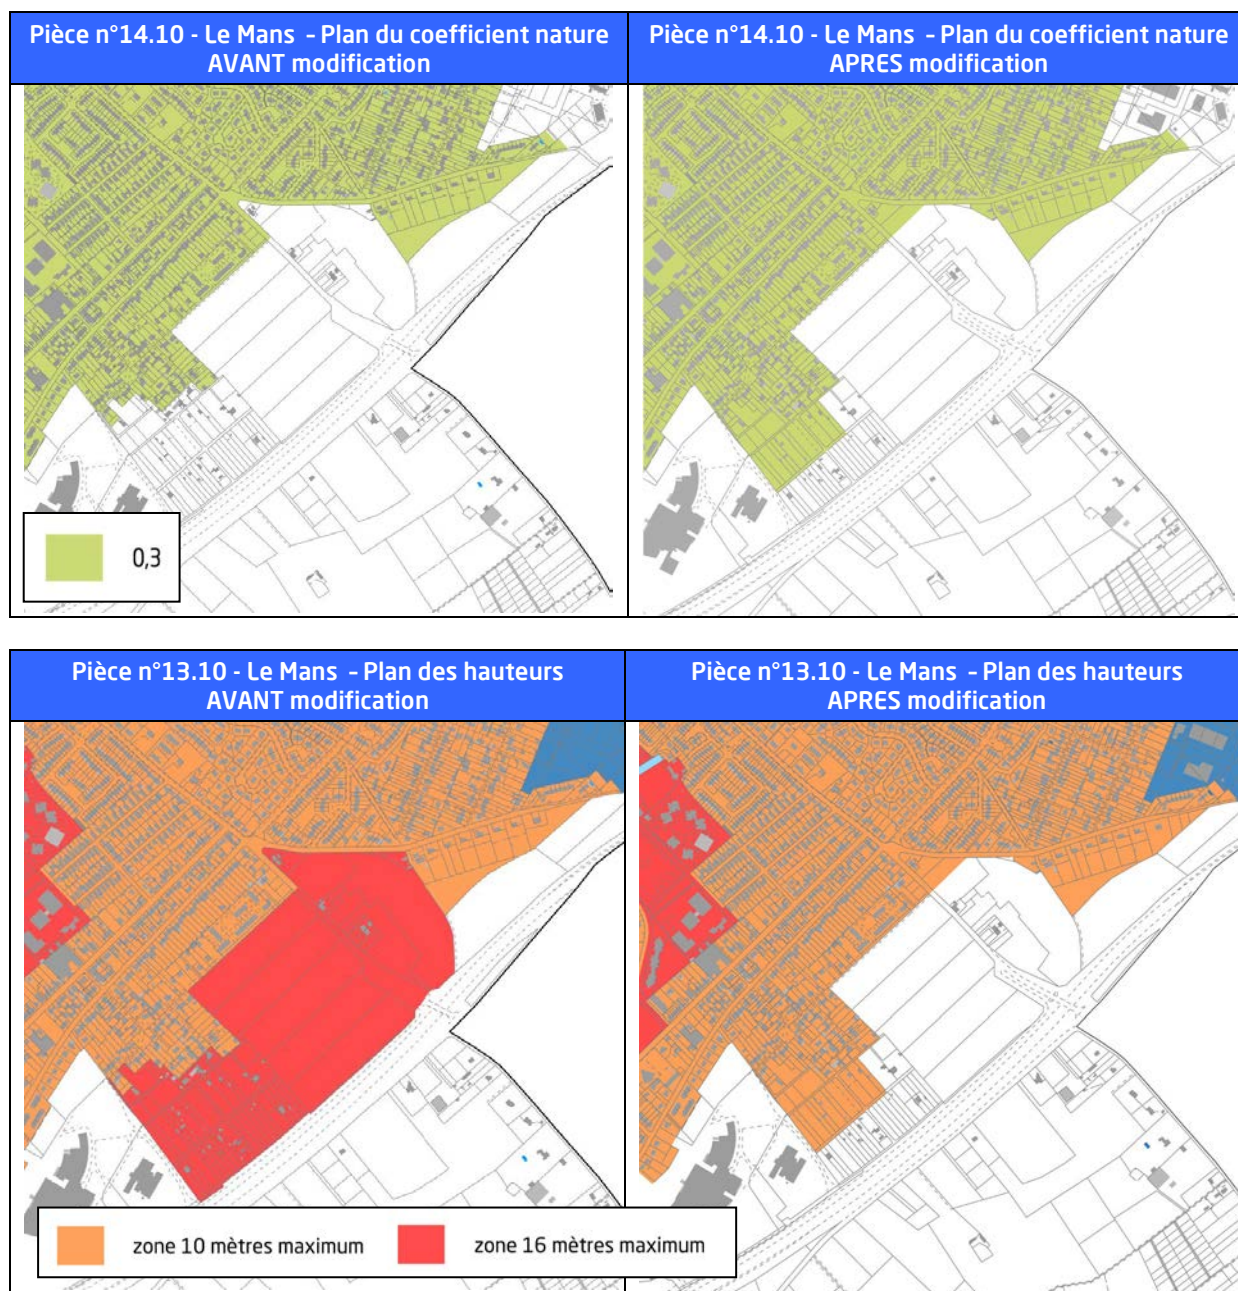 Pièce n°14.10 - Le Mans - Plan du coefficient nature
AVANT modification
Pièce n°14.10 - Le Mans - Plan du coefficient nature
APRES modification
0,3
Pièce n°13.10 - Le Mans - Plan des hauteurs
AVANT modification
Pièce n°13.10 - Le Mans - Plan des hauteurs
APRES modification
zone 10 mètres maximum
zone 16 mètres maximum